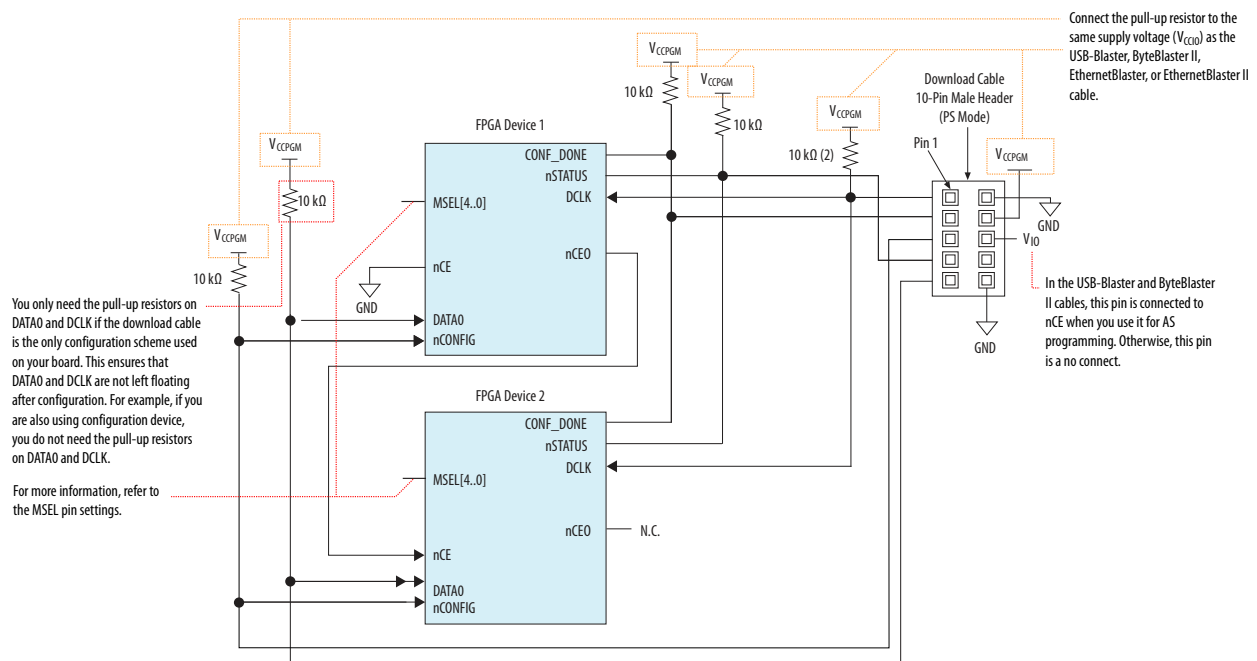 Connect the pull-up resistor to the
same supply voltage (VCCIO) as the
USB-Blaster, ByteBlaster II,
EthernetBlaster, or EthernetBlaster II
cable.
VCCPGM
10 kΩ
VCCPGM
10 kΩ
VCCPGM
10 kΩ (2)
Download Cable
10-Pin Male Header
(PS Mode)
Pin 1
VCCPGM
GND
VIO
GND
In the USB-Blaster and ByteBlaster
II cables, this pin is connected to
nCE when you use it for AS
programming. Otherwise, this pin
is a no connect.
VCCPGM
10 kΩ
VCCPGM
10 kΩ
FPGA Device 1
CONF_DONE
nSTATUS
DCLK
MSEL[4..0]
nCEO
nCE
GND
DATA0
nCONFIG
You only need the pull-up resistors on
DATA0 and DCLK if the download cable
is the only configuration scheme used
on your board. This ensures that
DATA0 and DCLK are not left floating
after configuration. For example, if you
are also using configuration device,
you do not need the pull-up resistors
on DATA0 and DCLK.
For more information, refer to
the MSEL pin settings.
FPGA Device 2
CONF_DONE
nSTATUS
DCLK
MSEL[4..0]
nCEO
N.C.
nCE
DATA0
nCONFIG